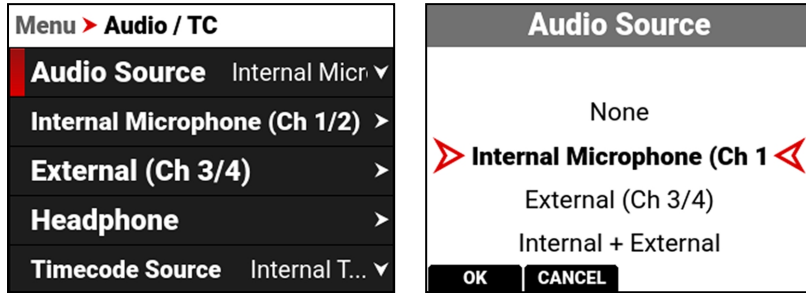 Menu > Audio / TC
Audio Source Internal Micr
Internal Microphone (Ch 1/2)
External (Ch 3/4)
Headphone
Timecode Source Internal T...
Audio Source
None
Internal Microphone (Ch 1
External (Ch 3/4)
Internal + External
OK CANCEL